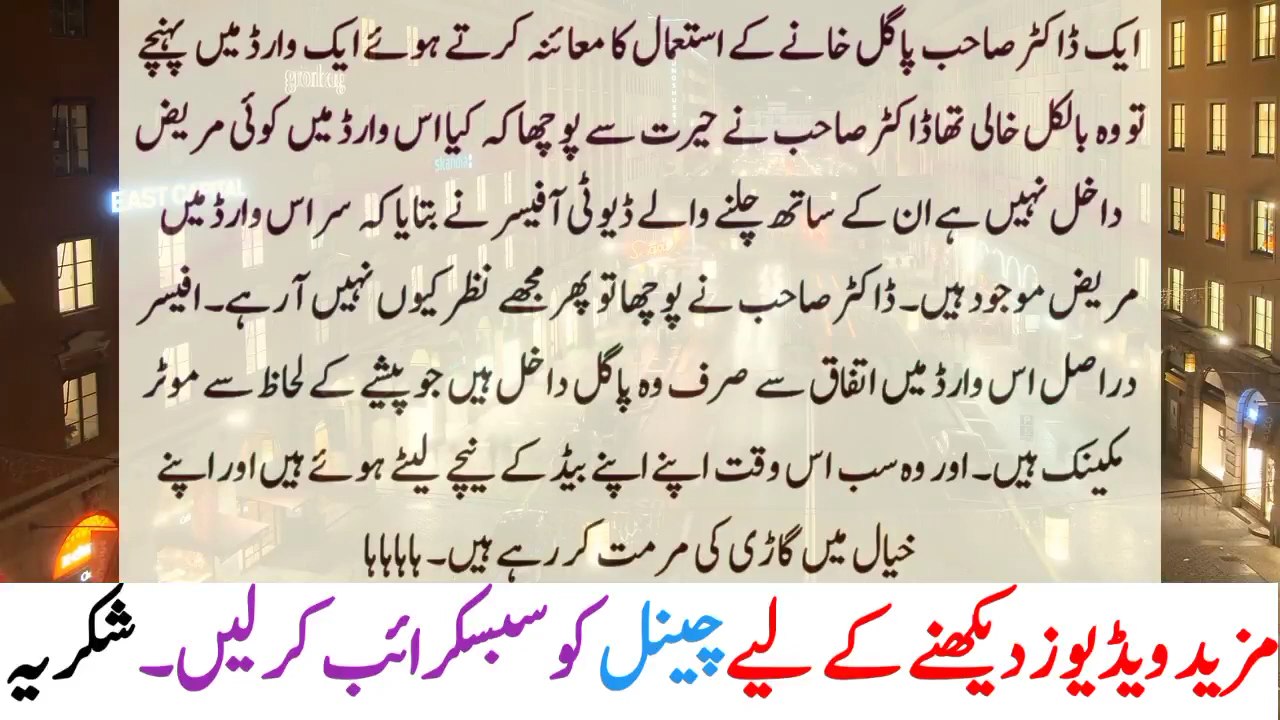 ایک ڈاکٹر صاحب پاگل خانے کے استعمال کا معائنہ کرتے ہوئے ایک وارڈ میں پہنچے
تو وہ بالکل خالی تھا ڈاکٹر صاحب نے حیرت سے پوچھا کہ کیا اس وارڈ میں کوئی مریض
داخل نہیں ہے ان کے ساتھ چلنے والے ڈیوٹی آفیسر نے بتایا کہ سر اس وارڈ میں
مریض موجود ہیں۔ ڈاکٹر صاحب نے پوچھا تو پھر مجھے نظر کیوں نہیں آ رہے۔ افیسر
دراصل اس وارڈ میں اتفاق سے صرف وہ پاگل داخل ہیں جو پیشے کے لحاظ سے موٹر
مکینک ہیں۔ اور وہ سب اس وقت اپنے اپنے بیڈ کے نیچے لیٹے ہوئے ہیں اور اپنے
خیال میں گاڑی کی مرمت کر رہے ہیں۔ ہاہاہاہا
مزید ویڈیوز دیکھنے کے لیے چینل کو سبسکرائب کر لیں۔ شکریہ
EAST CAPITAL
grönberg
skandia